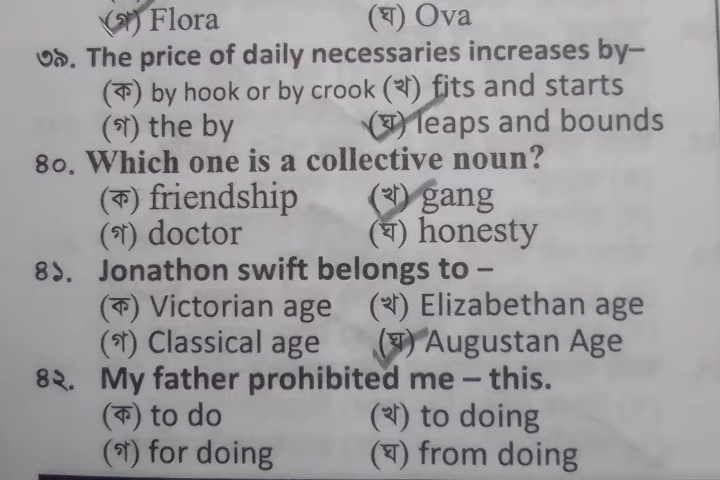 (গ) Flora (ঘ) Ova
৩৯. The price of daily necessaries increases by–
(ক) by hook or by crook (খ) fits and starts
(গ) the by (ঘ) leaps and bounds
৪০. Which one is a collective noun?
(ক) friendship (খ) gang
(গ) doctor (ঘ) honesty
৪১. Jonathon swift belongs to –
(ক) Victorian age (খ) Elizabethan age
(গ) Classical age (ঘ) Augustan Age
৪২. My father prohibited me – this.
(ক) to do (খ) to doing
(গ) for doing (ঘ) from doing